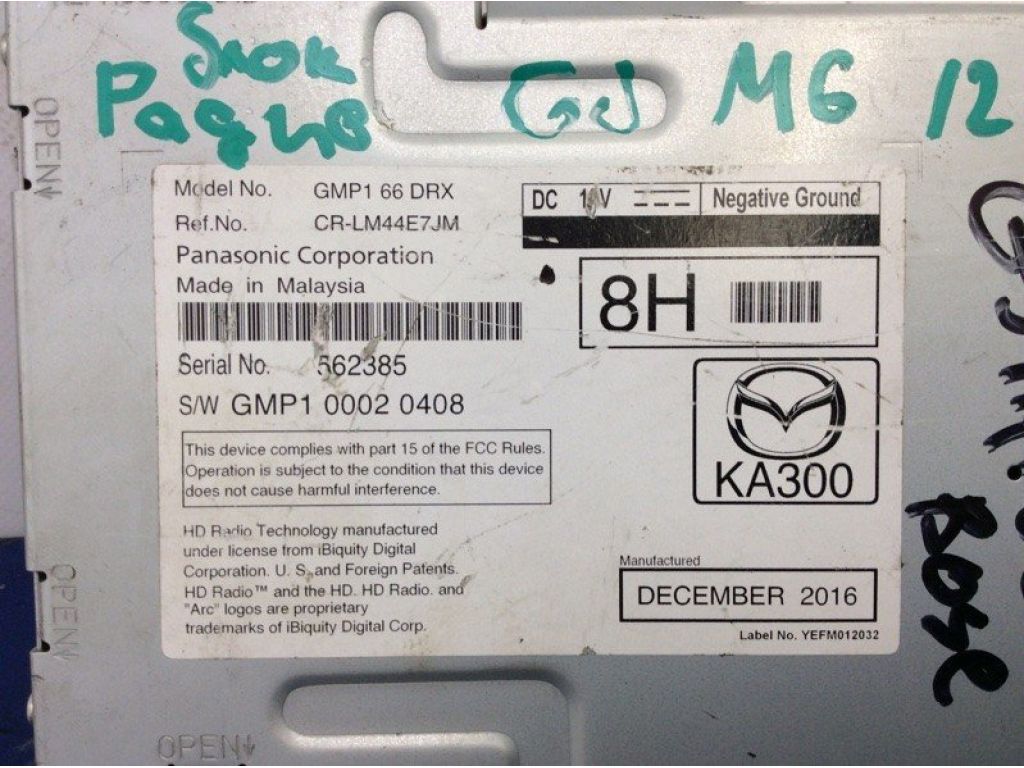 Блок
Радио GJ M6 12
OPEN
Model No. GMP1 66 DRX
Ref.No. CR-LM44E7JM
Panasonic Corporation
Made in Malaysia
DC V Negative Ground
8H
Serial No. 562385
S/W GMP1 0002 0408
KA300
This device complies with part 15 of the FCC Rules.
Operation is subject to the condition that this device
does not cause harmful interference.
HD Radio Technology manufactured
under license from iBiquity Digital
Corporation. U. S. and Foreign Patents.
HD Radio™ and the HD. HD Radio. and
"Arc" logos are proprietary
trademarks of iBiquity Digital Corp.
Manufactured
DECEMBER 2016
Label No. YEFM012032
Bose
OPEN
OPEN